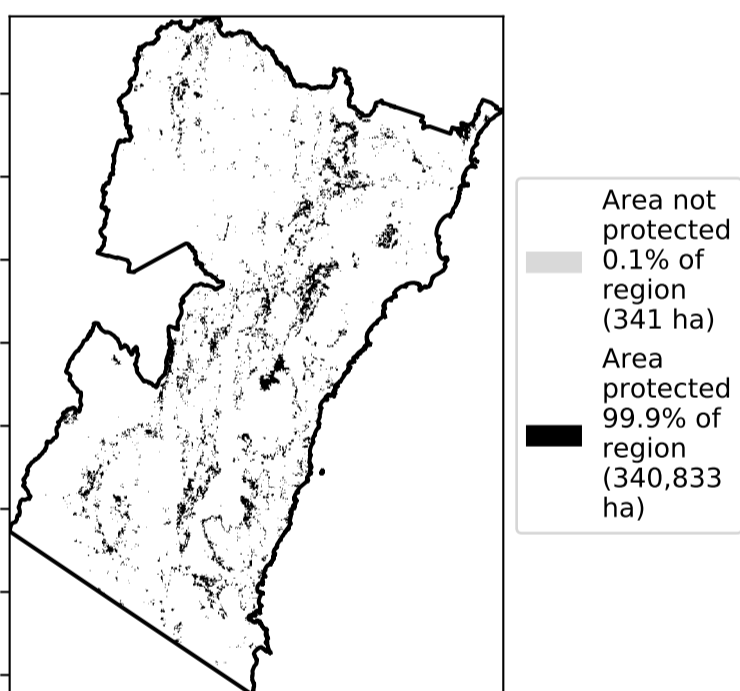 Area not
protected
0.1% of
region
(341 ha)
Area
protected
99.9% of
region
(340,833
ha)